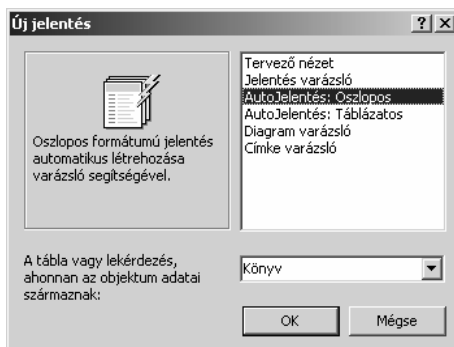 Új jelentés
Oszlopos formátumú jelentés
automatikus létrehozása
varázsló segítségével.
Tervező nézet
Jelentés varázsló
AutoJelentés: Oszlopos
AutoJelentés: Táblázatos
Diagram varázsló
Címke varázsló
A tábla vagy lekérdezés,
ahonnan az objektum adatai
származnak:
Könyv
OK
Mégse